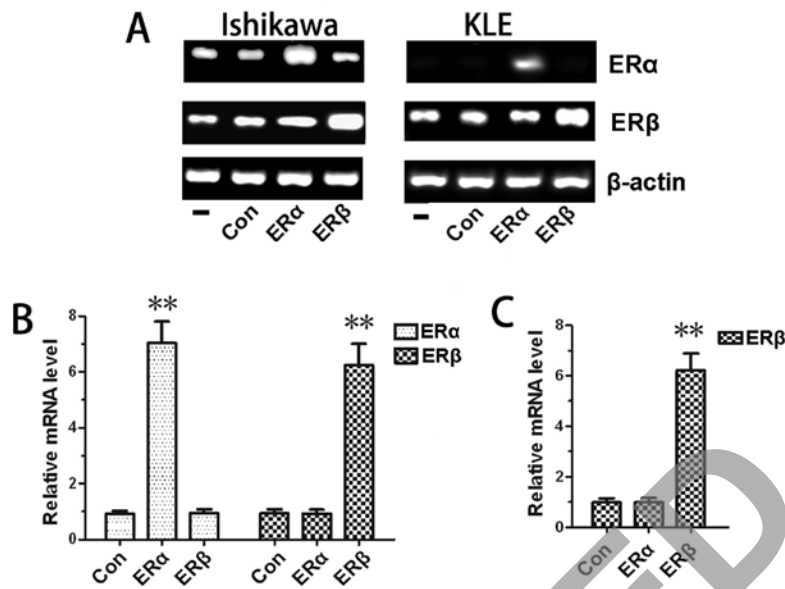 A
Ishikawa
KLE
ERα
ERβ
β-actin
– Con ERα ERβ
– Con ERα ERβ
B
Relative mRNA level
8
6
4
2
1
0
**
**
ERα
ERβ
Con ERα ERβ Con ERα ERβ
C
Relative mRNA level
8
6
4
2
1
0
**
ERβ
Con ERα ERβ